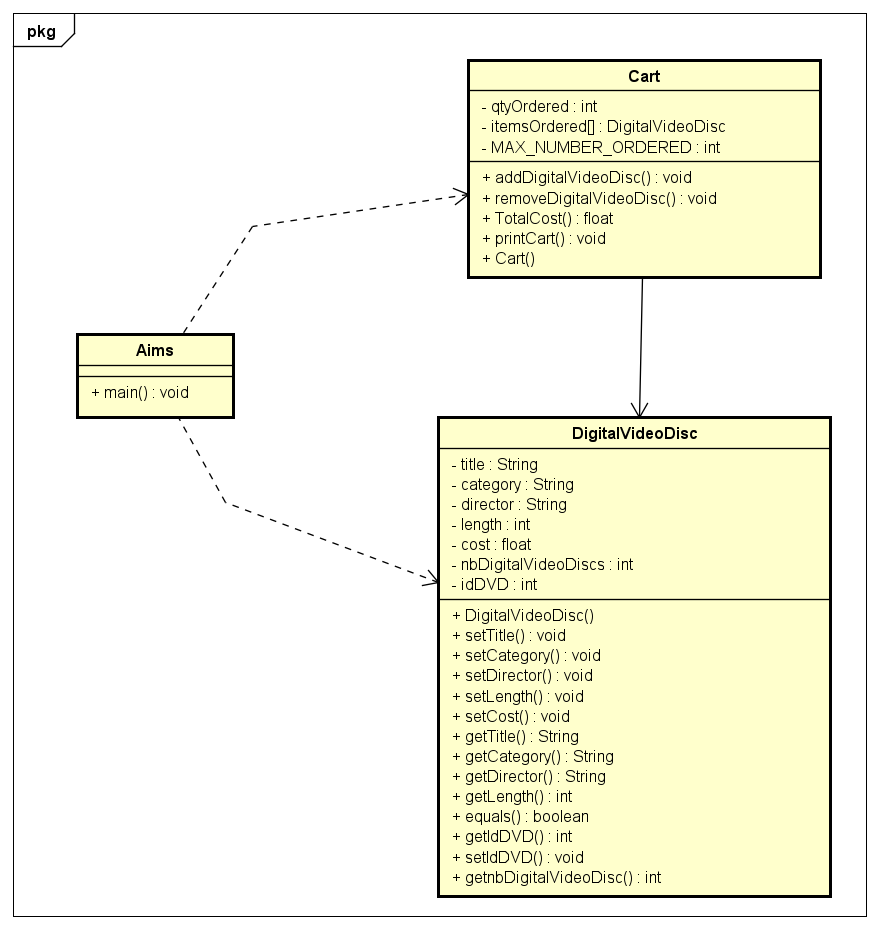 pkg
Cart
- qtyOrdered : int
- itemsOrdered[] : DigitalVideoDisc
- MAX_NUMBER_ORDERED : int
+ addDigitalVideoDisc() : void
+ removeDigitalVideoDisc() : void
+ TotalCost() : float
+ printCart() : void
+ Cart()
Aims
+ main() : void
DigitalVideoDisc
- title : String
- category : String
- director : String
- length : int
- cost : float
- nbDigitalVideoDiscs : int
- idDVD : int
+ DigitalVideoDisc()
+ setTitle() : void
+ setCategory() : void
+ setDirector() : void
+ setLength() : void
+ setCost() : void
+ getTitle() : String
+ getCategory() : String
+ getDirector() : String
+ getLength() : int
+ equals() : boolean
+ getIdDVD() : int
+ setIdDVD() : void
+ getnbDigitalVideoDisc() : int